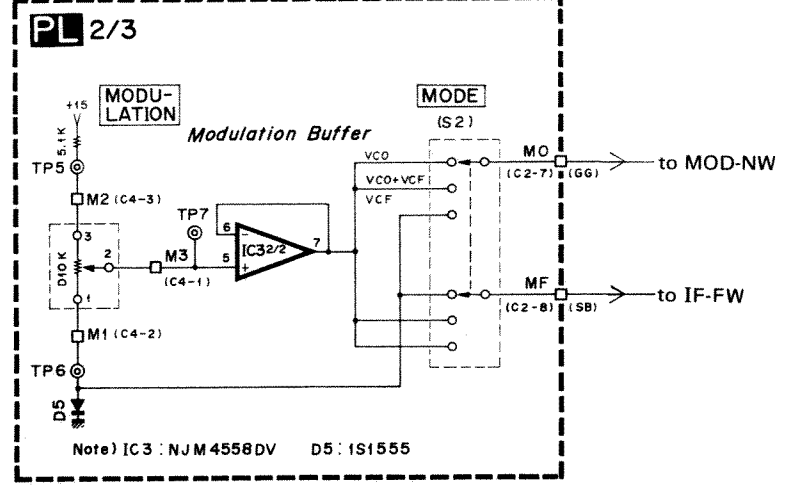 PL 2/3
MODU-
LATION
MODE
(S2)
+15
5.1K
Modulation Buffer
VCO
MO
to MOD-NW
(C2-7)
(GG)
TP5
VCO+VCF
M2 (C4-3)
VCF
TP7
3
6
-
7
IC3 2/2
D10K
2
M3
5
+
(C4-1)
MF
to IF-FW
1
(C2-8)
(SB)
M1 (C4-2)
TP6
D5
Note) IC3 : NJM4558DV D5 : 1S1555